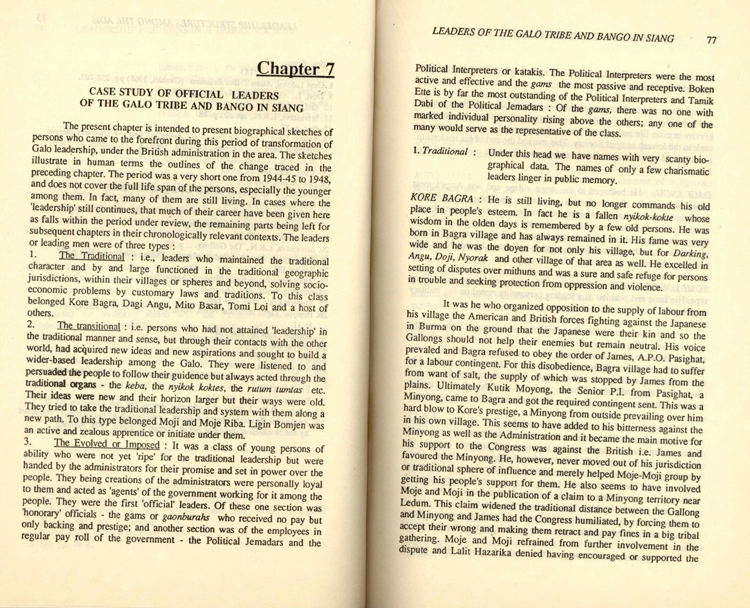 Chapter 7
CASE STUDY OF OFFICIAL LEADERS
OF THE GALO TRIBE AND BANGO IN SIANG
The present chapter is intended to present biographical sketches of
persons who came to the forefront during this period of transformation of
Galo leadership, under the British administration in the area. The sketches
illustrate in human terms the outlines of the change traced in the
preceding chapter. The period was a very short one from 1944-45 to 1948,
and does not cover the full life span of the persons, especially the younger
among them. In fact, many of them are still living. In cases where the
'leadership' still continues, that much of their career have been given here
as falls within the period under review, the remaining parts being left for
subsequent chapters in their chronologically relevant contexts. The leaders
or leading men were of three types :
1. The Traditional : i.e., leaders who maintained the traditional
character and by and large functioned in the traditional geographic
jurisdictions, within their villages or spheres and beyond, solving socio-
economic problems by customary laws and traditions. To this class
belonged Kore Bagra, Dagi Angu, Mito Basar, Tomi Loi and a host of
others.
2. The transitional : i.e. persons who had not attained 'leadership' in
the traditional manner and sense, but through their contacts with the other
world, had acquired new ideas and new aspirations and sought to build a
wider-based leadership among the Galo. They were listened to and
persuaded the people to follow their guidance but always acted through the
traditional organs - the keba, the nyikok koktes, the rutum tumtas etc.
Their ideas were new and their horizon larger but their ways were old.
They tried to take the traditional leadership and system with them along a
new path. To this type belonged Moji and Moje Riba. Ligin Bomjen was
an active and zealous apprentice or initiate under them.
3. The Evolved or Imposed : It was a class of young persons of
ability who were not yet 'ripe' for the traditional leadership but were
handed by the administrators for their promise and set in power over the
people. They being creations of the administrators were personally loyal
to them and acted as 'agents' of the government working for it among the
people. They were the first 'official' leaders. Of these one section was
'honorary' officials - the gams or gaonburahs who received no pay but
only backing and prestige; and another section was of the employees in
regular pay roll of the government - the Political Jemadars and the
LEADERS OF THE GALO TRIBE AND BANGO IN SIANG 77
Political Interpreters or katakis. The Political Interpreters were the most
active and effective and the gams the most passive and receptive. Boken
Ette is by far the most outstanding of the Political Interpreters and Tamik
Dabi of the Political Jemadars : Of the gams, there was no one with
marked individual personality rising above the others; any one of the
many would serve as the representative of the class.
1. Traditional : Under this head we have names with very scanty bio-
graphical data. The names of only a few charismatic
leaders linger in public memory.
KORE BAGRA : He is still living, but no longer commands his old
place in people's esteem. In fact he is a fallen nyikok-kokte whose
wisdom in the olden days is remembered by a few old persons. He was
born in Bagra village and has always remained in it. His fame was very
wide and he was the doyen for not only his village, but for Darking,
Angu, Doji, Nyorak and other village of that area as well. He excelled in
setting of disputes over mithuns and was a sure and safe refuge for persons
in trouble and seeking protection from oppression and violence.
It was he who organized opposition to the supply of labour from
his village the American and British forces fighting against the Japanese
in Burma on the ground that the Japanese were their kin and so the
Gallongs should not help their enemies but remain neutral. His voice
prevaled and Bagra refused to obey the order of James, A.P.O. Pasighat,
for a labour contingent. For this disobedience, Bagra village had to suffer
from want of salt, the supply of which was stopped by James from the
plains. Ultimately Kutik Moyong, the Senior P.I. from Pasighat, a
Minyong, came to Bagra and got the required contingent sent. This was a
hard blow to Kore's prestige, a Minyong from outside prevailing over him
in his own village. This seems to have added to his bitterness against the
Minyong as well as the Administration and it became the main motive for
his support to the Congress was against the British i.e. James and
favoured the Minyong. He, however, never moved out of his jurisdiction
or traditional sphere of influence and merely helped Moje-Moji group by
getting his people's support for them. He also seems to have involved
Moje and Moji in the publication of a claim to a Minyong territory near
Ledum. This claim widened the traditional distance between the Gallong
and Minyong and James had the Congress humiliated, by forcing them to
accept their wrong and making them retract and pay fines in a big tribal
gathering. Moje and Moji refrained from further involvement in the
dispute and Lalit Hazarika denied having encouraged or supported the